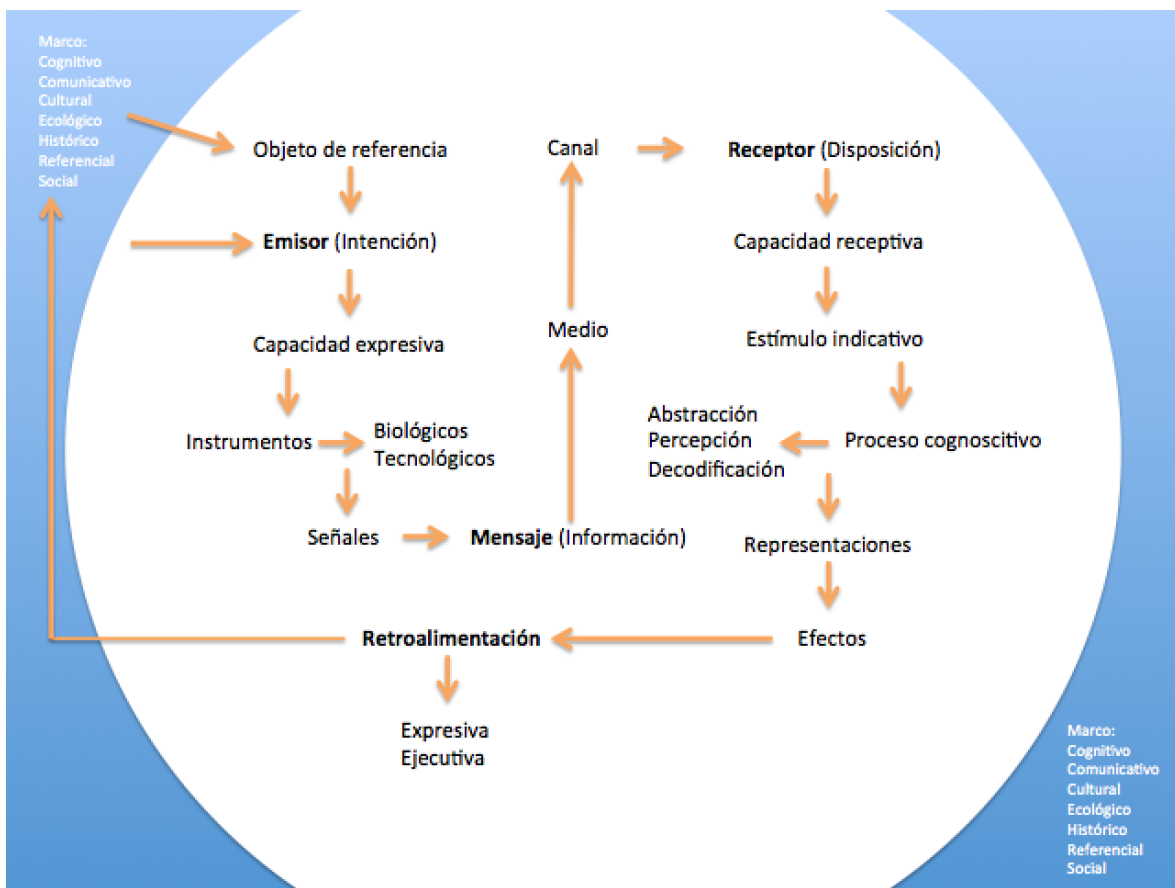 Marco:
Cognitivo
Comunicativo
Cultural
Ecológico
Histórico
Referencial
Social
Objeto de referencia
Emisor (Intención)
Capacidad expresiva
Instrumentos
Biológicos
Tecnológicos
Señales
Mensaje (Información)
Medio
Canal
Receptor (Disposición)
Capacidad receptiva
Estímulo indicativo
Proceso cognoscitivo
Abstracción
Percepción
Decodificación
Representaciones
Efectos
Retroalimentación
Expresiva
Ejecutiva
Marco:
Cognitivo
Comunicativo
Cultural
Ecológico
Histórico
Referencial
Social